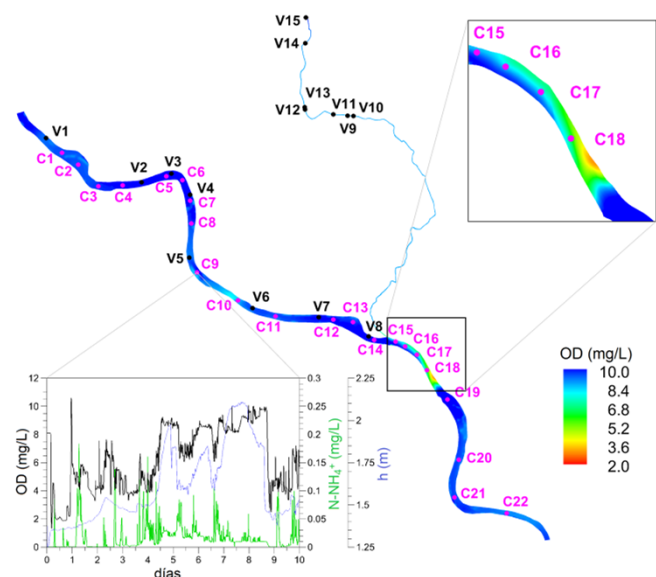 V15
V14
V13
V12
V11
V10
V9
V1
C1
C2
C3
C4
V2
V3
C5
C6
V4
C7
C8
V5
C9
C10
V6
C11
V7
C12
C13
V8
C14
C15
C16
C17
C18
C19
C20
C21
C22
C15
C16
C17
C18
OD (mg/L)
10.0
8.4
6.8
5.2
3.6
2.0
OD (mg/L)
12
10
8
6
4
2
0
0 1 2 3 4 5 6 7 8 9 10
días
0.3
0.25
0.2
0.15
0.1
0.05
0
N-NH₄⁺ (mg/L)
2.25
2
1.75
1.5
1.25
h (m)